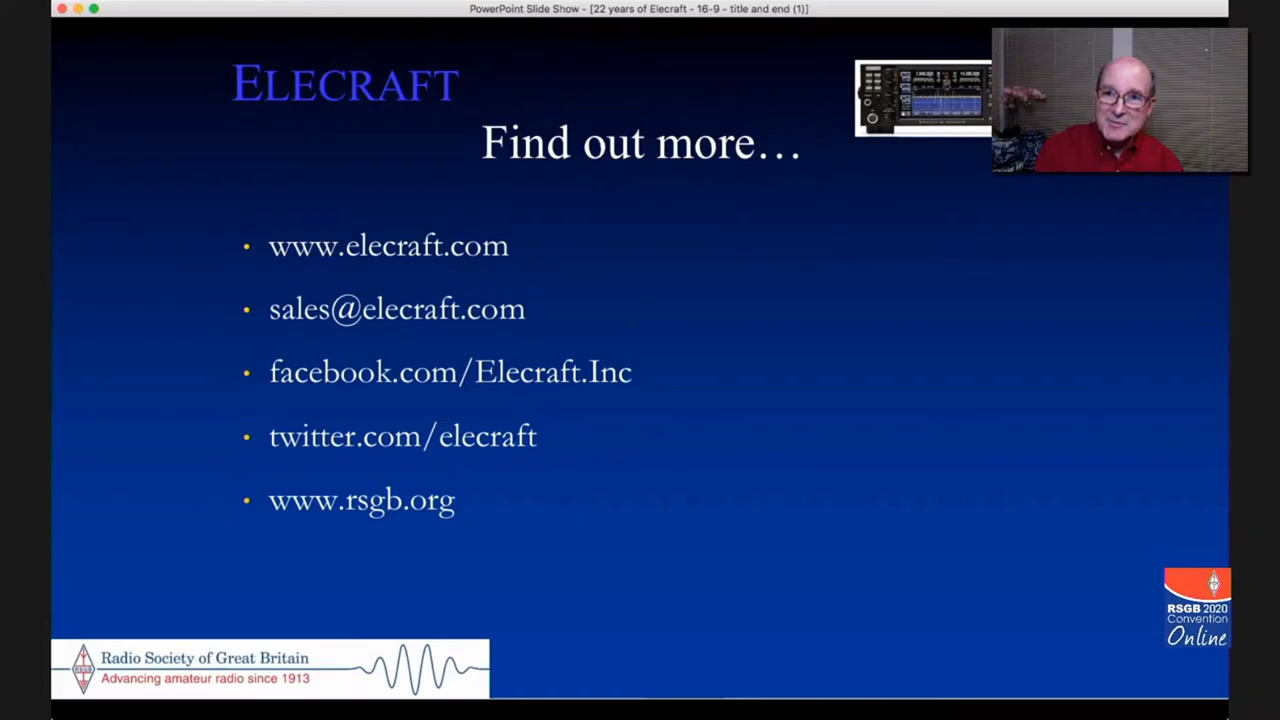 PowerPoint Slide Show - [22 years of Elecraft - 16-9 - title and end (1)]
ELECRAFT
Find out more…
• www.elecraft.com
• sales@elecraft.com
• facebook.com/Elecraft.Inc
• twitter.com/elecraft
• www.rsgb.org
RSGB 2020
Convention
Online
RSGB
Radio Society of Great Britain
Advancing amateur radio since 1913